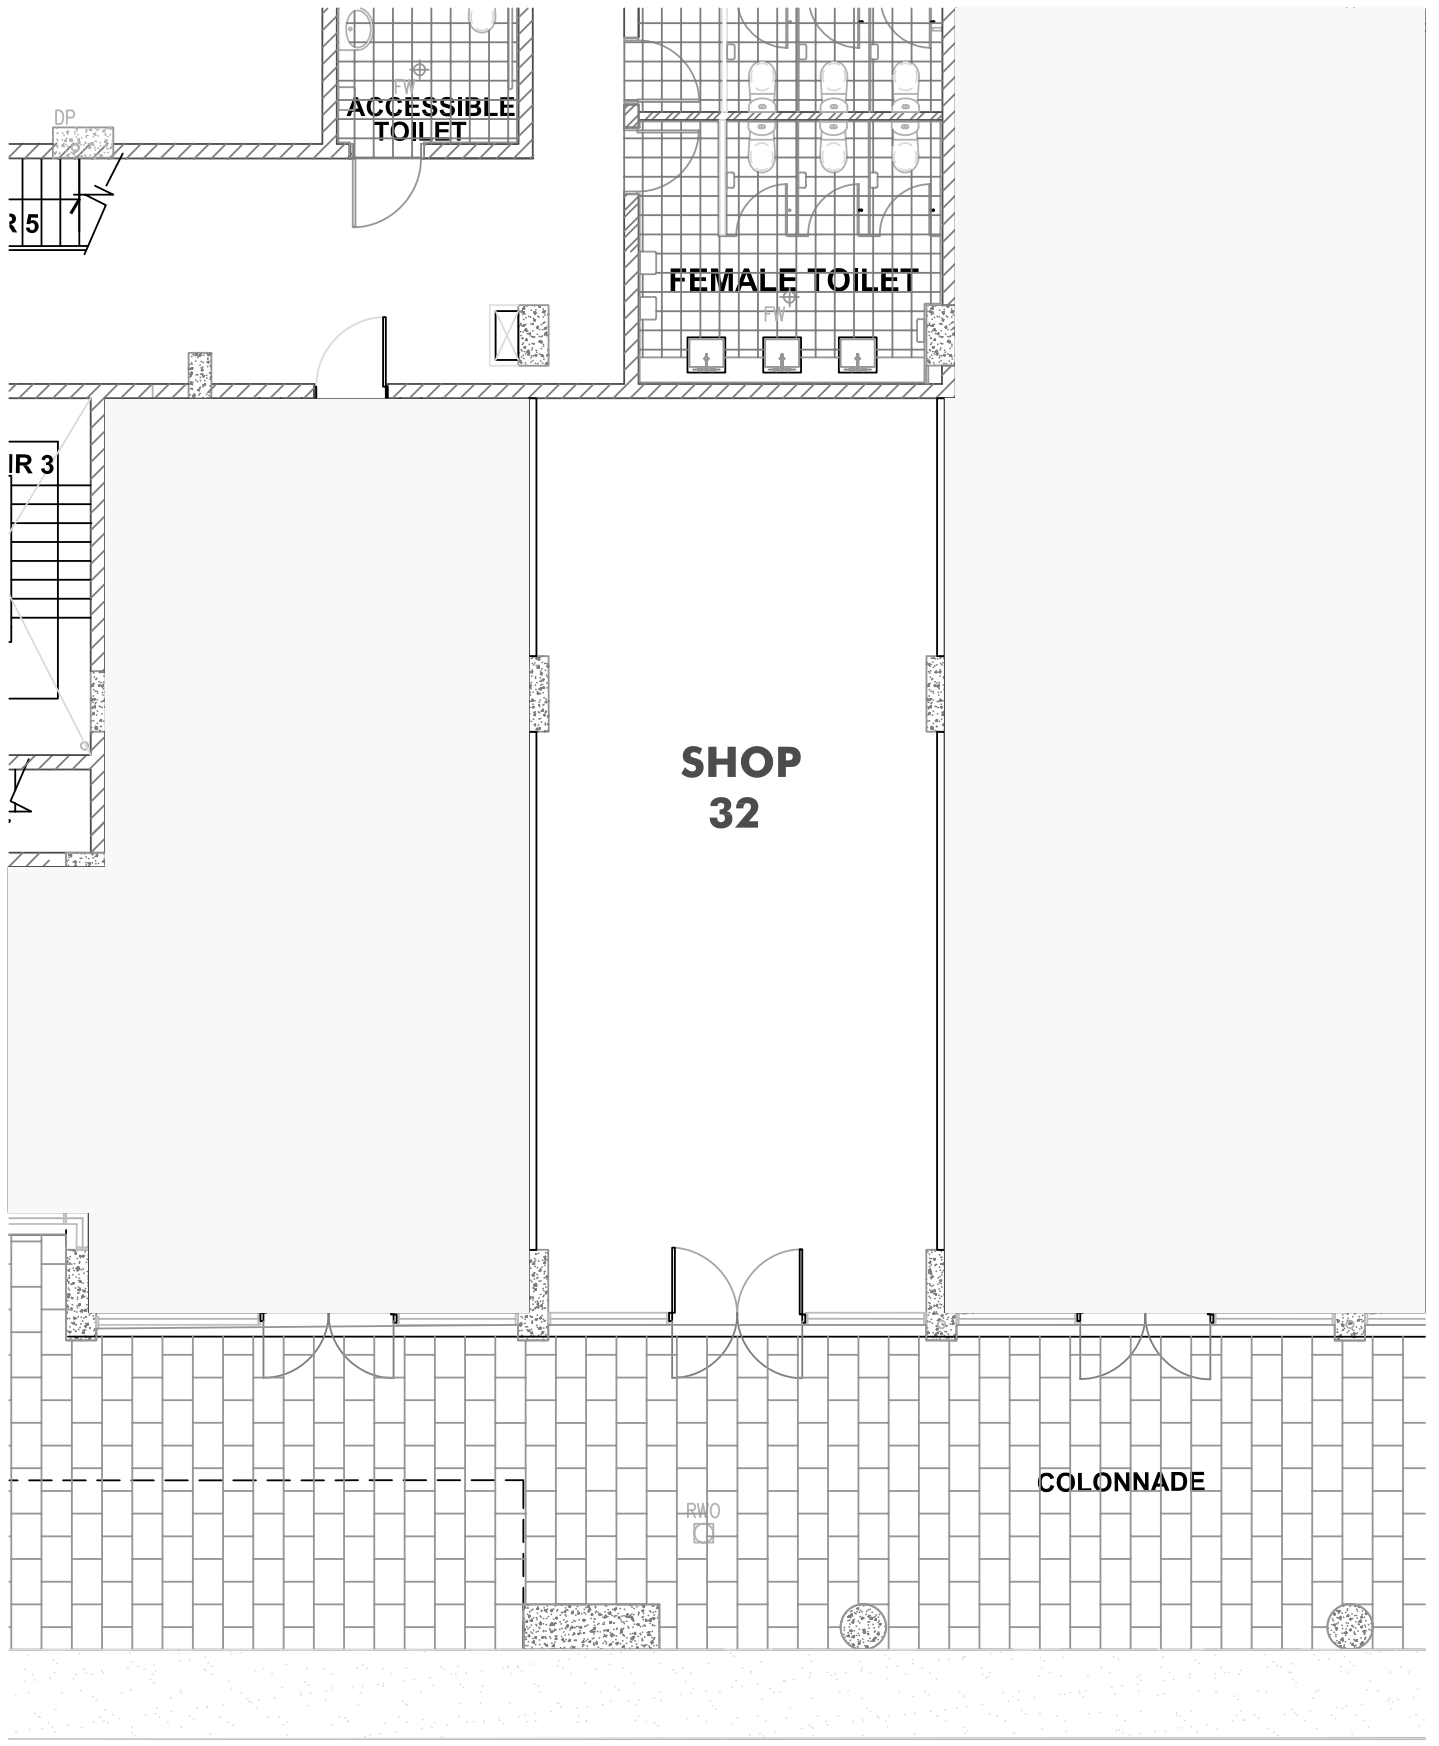 DP
FW
ACCESSIBLE
TOILET
R 5
FEMALE TOILET
FW
IR 3
SHOP
32
COLONNADE
RWO